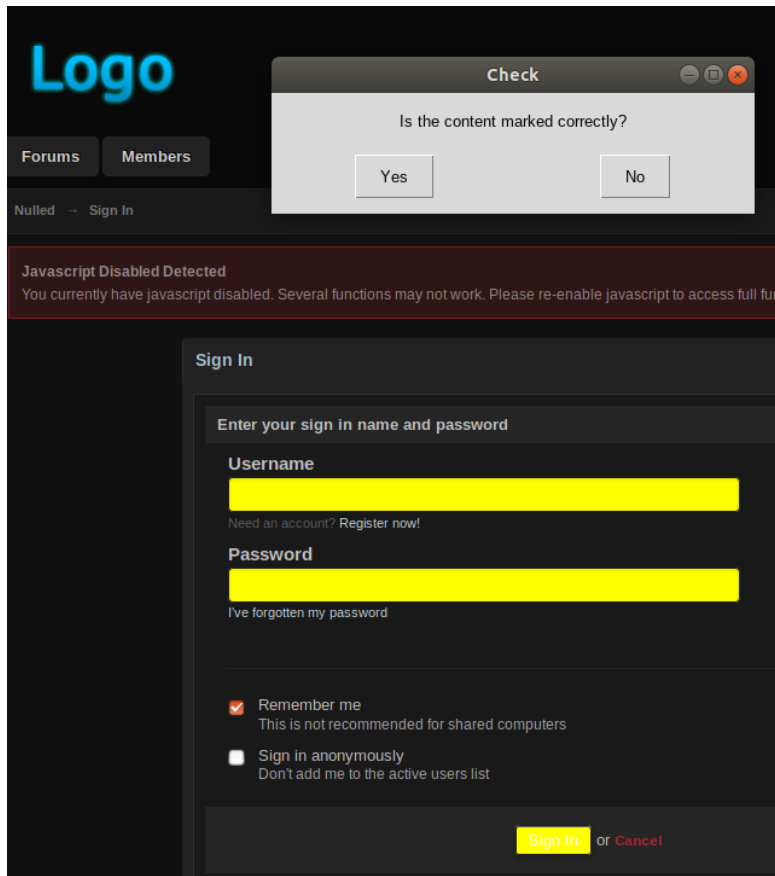 Logo
Check
Is the content marked correctly?
Yes No
Forums Members
Nulled → Sign In
Javascript Disabled Detected
You currently have javascript disabled. Several functions may not work. Please re-enable javascript to access full
Sign In
Enter your sign in name and password
Username
Need an account? Register now!
Password
I've forgotten my password
Remember me
This is not recommended for shared computers
Sign in anonymously
Don't add me to the active users list
Sign In or Cancel